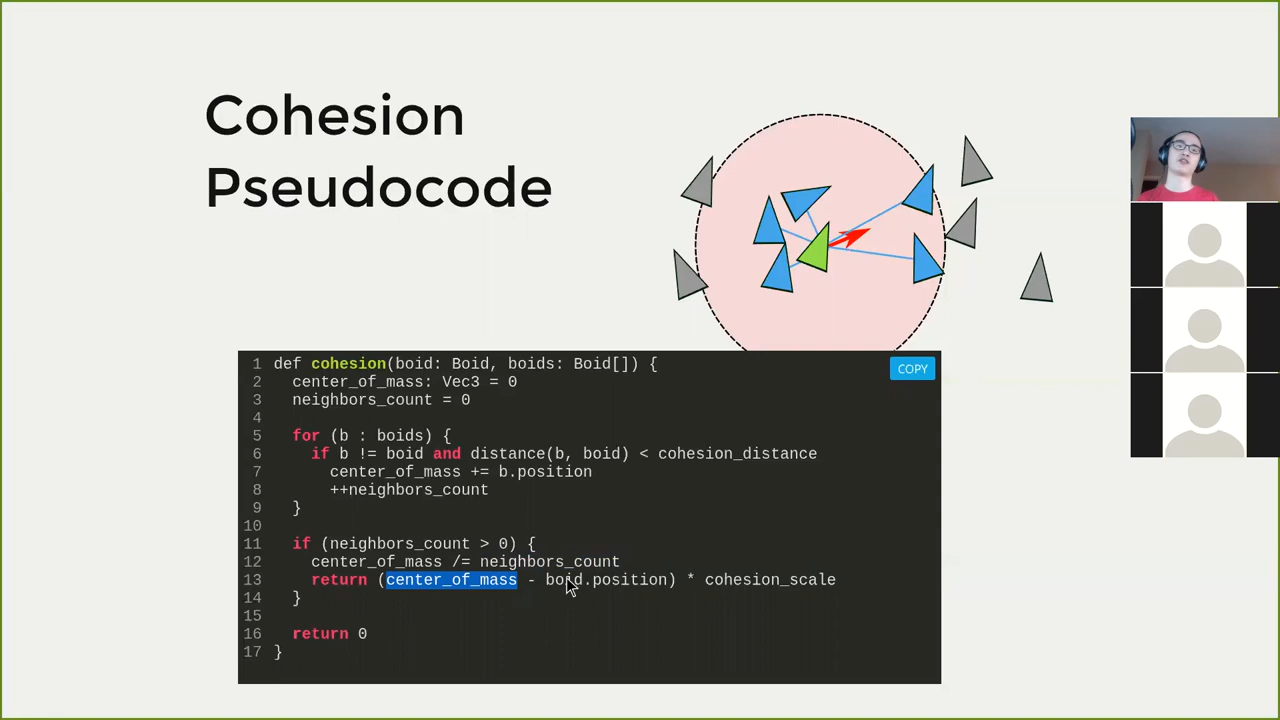 Cohesion
Pseudocode
COPY
1 def cohesion(boid: Boid, boids: Boid[]) {
2   center_of_mass: Vec3 = 0
3   neighbors_count = 0
4
5   for (b : boids) {
6     if b != boid and distance(b, boid) < cohesion_distance
7       center_of_mass += b.position
8       ++neighbors_count
9   }
10
11   if (neighbors_count > 0) {
12     center_of_mass /= neighbors_count
13     return (center_of_mass - boid.position) * cohesion_scale
14   }
15
16   return 0
17 }